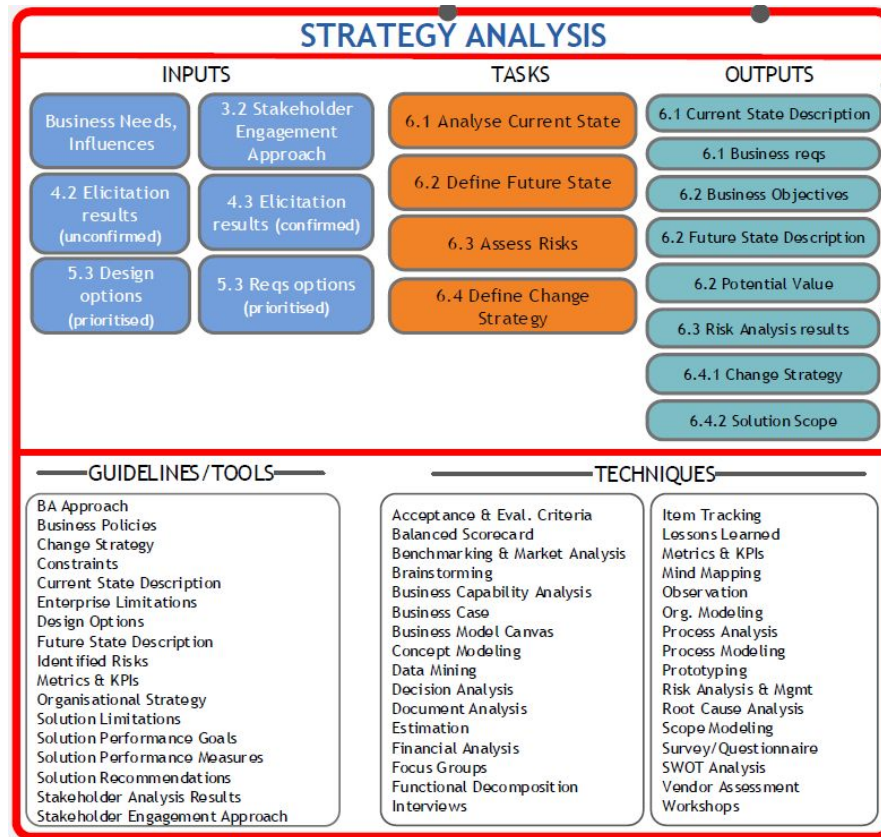 STRATEGY ANALYSIS
INPUTS
Business Needs,
Influences
3.2 Stakeholder
Engagement
Approach
4.2 Elicitation
results
(unconfirmed)
4.3 Elicitation
results (confirmed)
5.3 Design
options
(prioritised)
5.3 Reqs options
(prioritised)
TASKS
6.1 Analyse Current State
6.2 Define Future State
6.3 Assess Risks
6.4 Define Change
Strategy
OUTPUTS
6.1 Current State Description
6.1 Business reqs
6.2 Business Objectives
6.2 Future State Description
6.2 Potential Value
6.3 Risk Analysis results
6.4.1 Change Strategy
6.4.2 Solution Scope
GUIDELINES/TOOLS
BA Approach
Business Policies
Change Strategy
Constraints
Current State Description
Enterprise Limitations
Design Options
Future State Description
Identified Risks
Metrics & KPIs
Organisational Strategy
Solution Limitations
Solution Performance Goals
Solution Performance Measures
Solution Recommendations
Stakeholder Analysis Results
Stakeholder Engagement Approach
TECHNIQUES
Acceptance & Eval. Criteria
Balanced Scorecard
Benchmarking & Market Analysis
Brainstorming
Business Capability Analysis
Business Case
Business Model Canvas
Concept Modeling
Data Mining
Decision Analysis
Document Analysis
Estimation
Financial Analysis
Focus Groups
Functional Decomposition
Interviews
Item Tracking
Lessons Learned
Metrics & KPIs
Mind Mapping
Observation
Org. Modeling
Process Analysis
Process Modeling
Prototyping
Risk Analysis & Mgmt
Root Cause Analysis
Scope Modeling
Survey/Questionnaire
SWOT Analysis
Vendor Assessment
Workshops